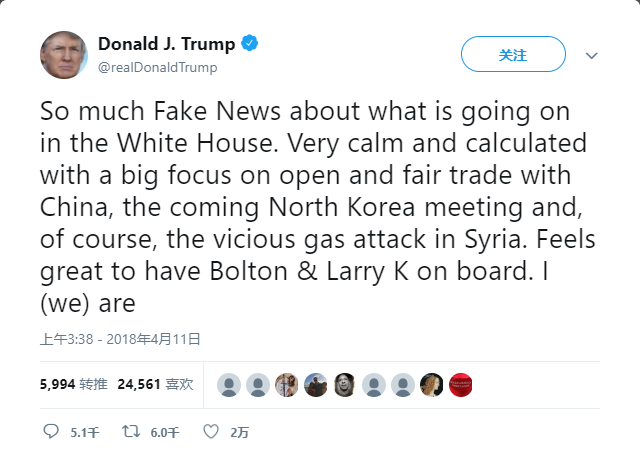 Donald J. Trump
@realDonaldTrump
关注
So much Fake News about what is going on
in the White House. Very calm and calculated
with a big focus on open and fair trade with
China, the coming North Korea meeting and,
of course, the vicious gas attack in Syria. Feels
great to have Bolton & Larry K on board. I
(we) are
上午3:38 - 2018年4月11日
5,994 转推 24,561 喜欢
5.1千 6.0千 2万